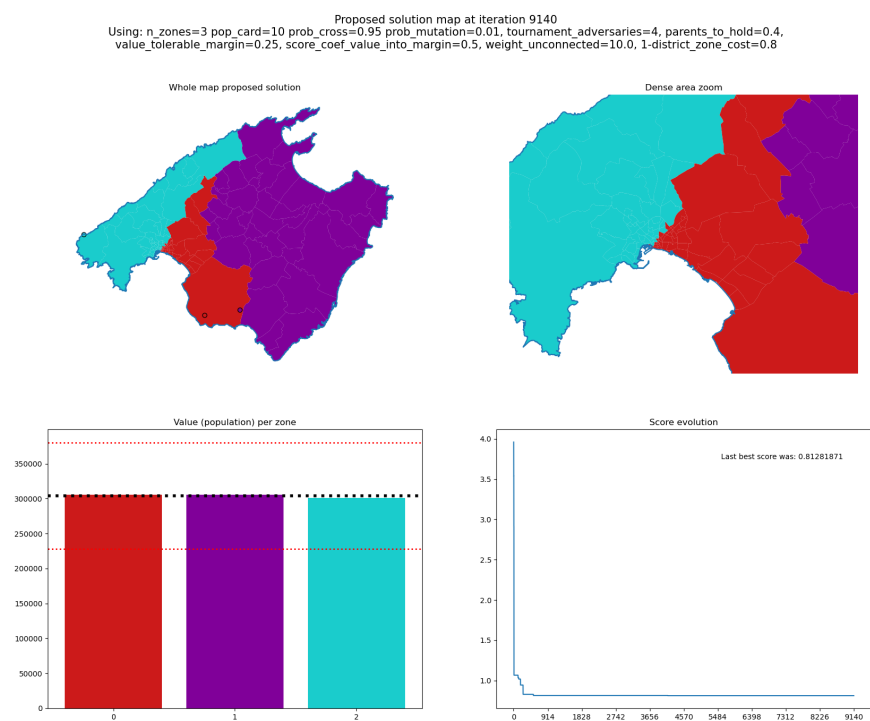 Proposed solution map at iteration 9140
Using: n_zones=3 pop_card=10 prob_cross=0.95 prob_mutation=0.01, tournament_adversaries=4, parents_to_hold=0.4,
value_tolerable_margin=0.25, score_coef_value_into_margin=0.5, weight_unconnected=10.0, 1-district_zone_cost=0.8
Whole map proposed solution
Dense area zoom
Value (population) per zone
350000
300000
250000
200000
150000
100000
50000
0
0 1 2
Score evolution
Last best score was: 0.81281871
4.0
3.5
3.0
2.5
2.0
1.5
1.0
0 914 1828 2742 3656 4570 5484 6398 7312 8226 9140